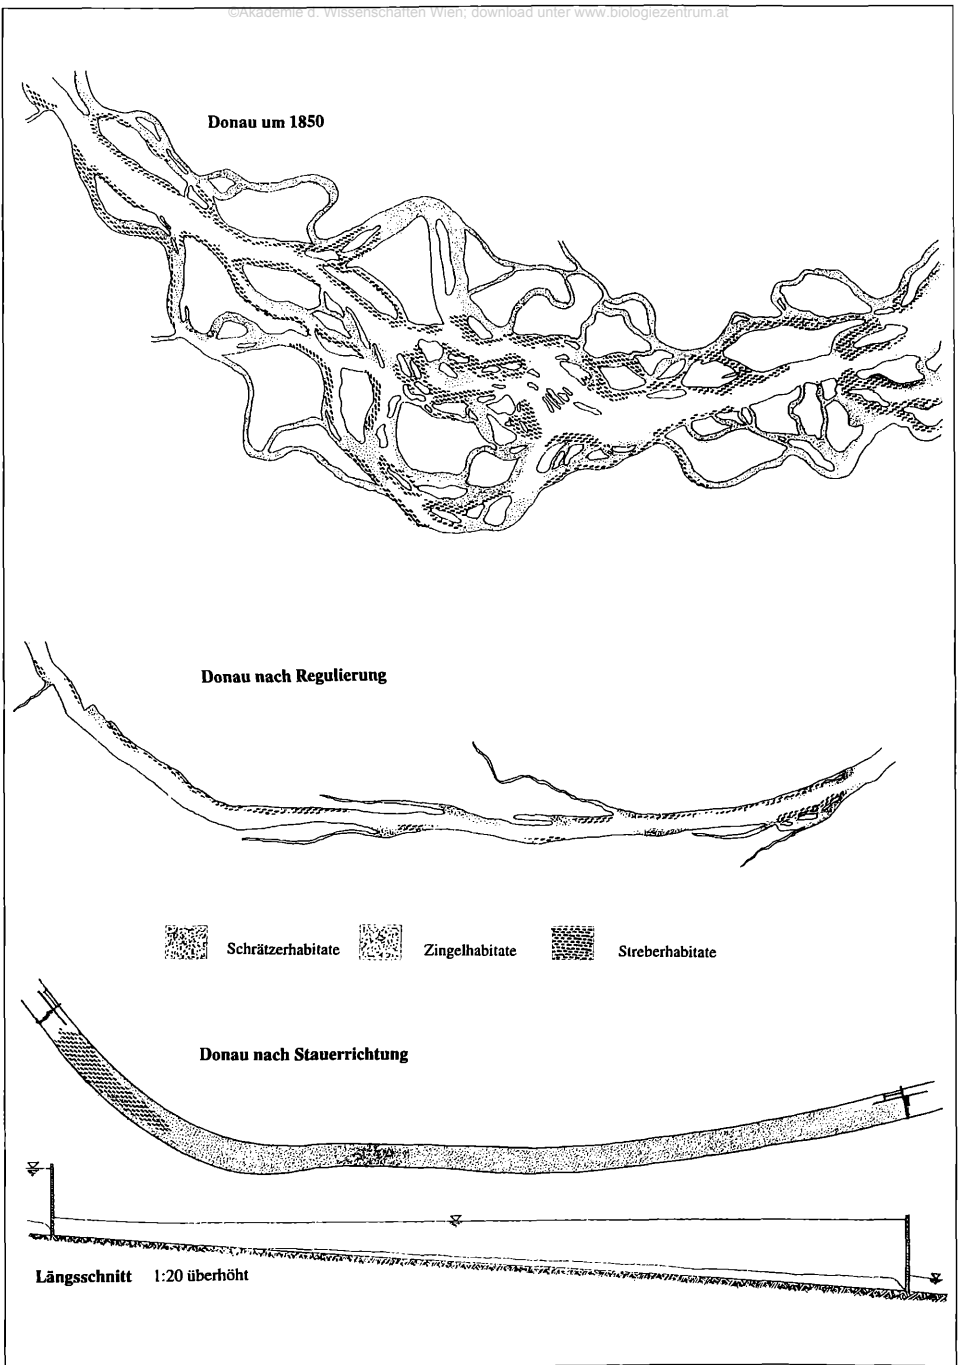 ©Akademie d. Wissenschaften Wien; download unter www.biologiezentrum.at
Donau um 1850
Donau nach Regulierung
Schrätzerhabitate Zingelhabitate Streberhabitate
Donau nach Stauerrichtung
Längsschnitt 1:20 überhöht